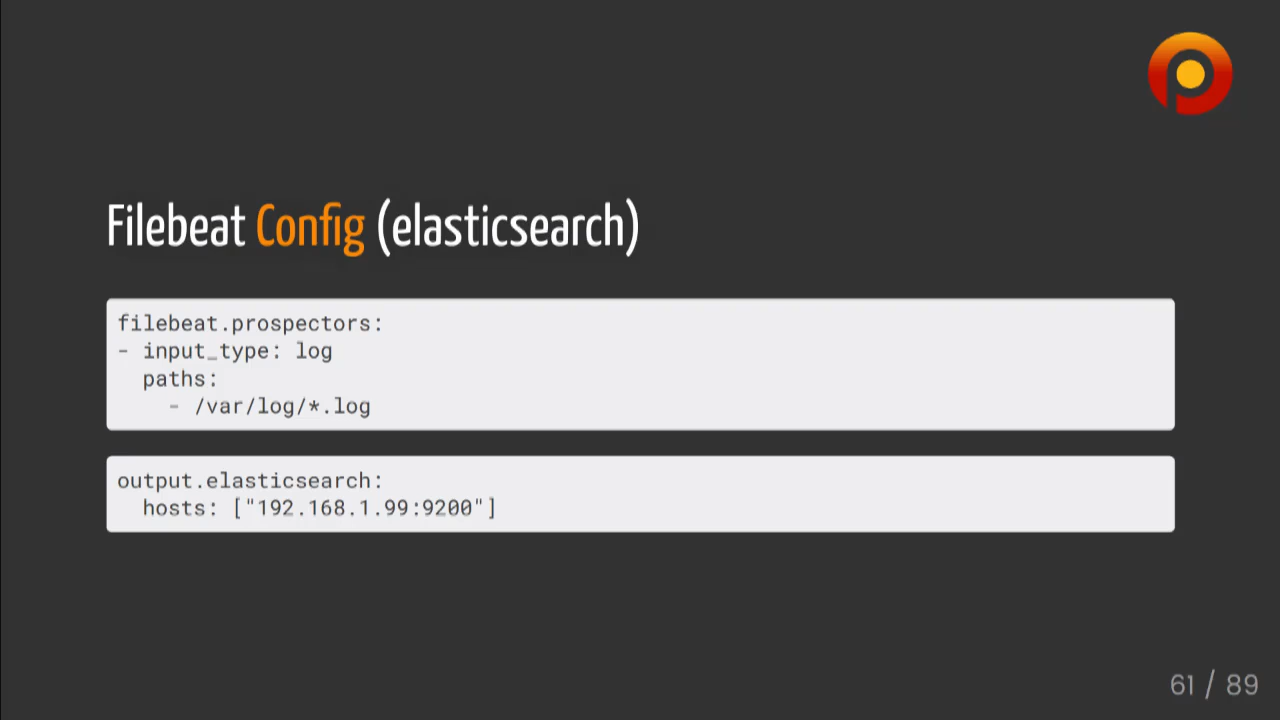 Filebeat Config (elasticsearch)
filebeat.prospectors:
- input_type: log
  paths:
    - /var/log/*.log
output.elasticsearch:
  hosts: ["192.168.1.99:9200"]
61 / 89